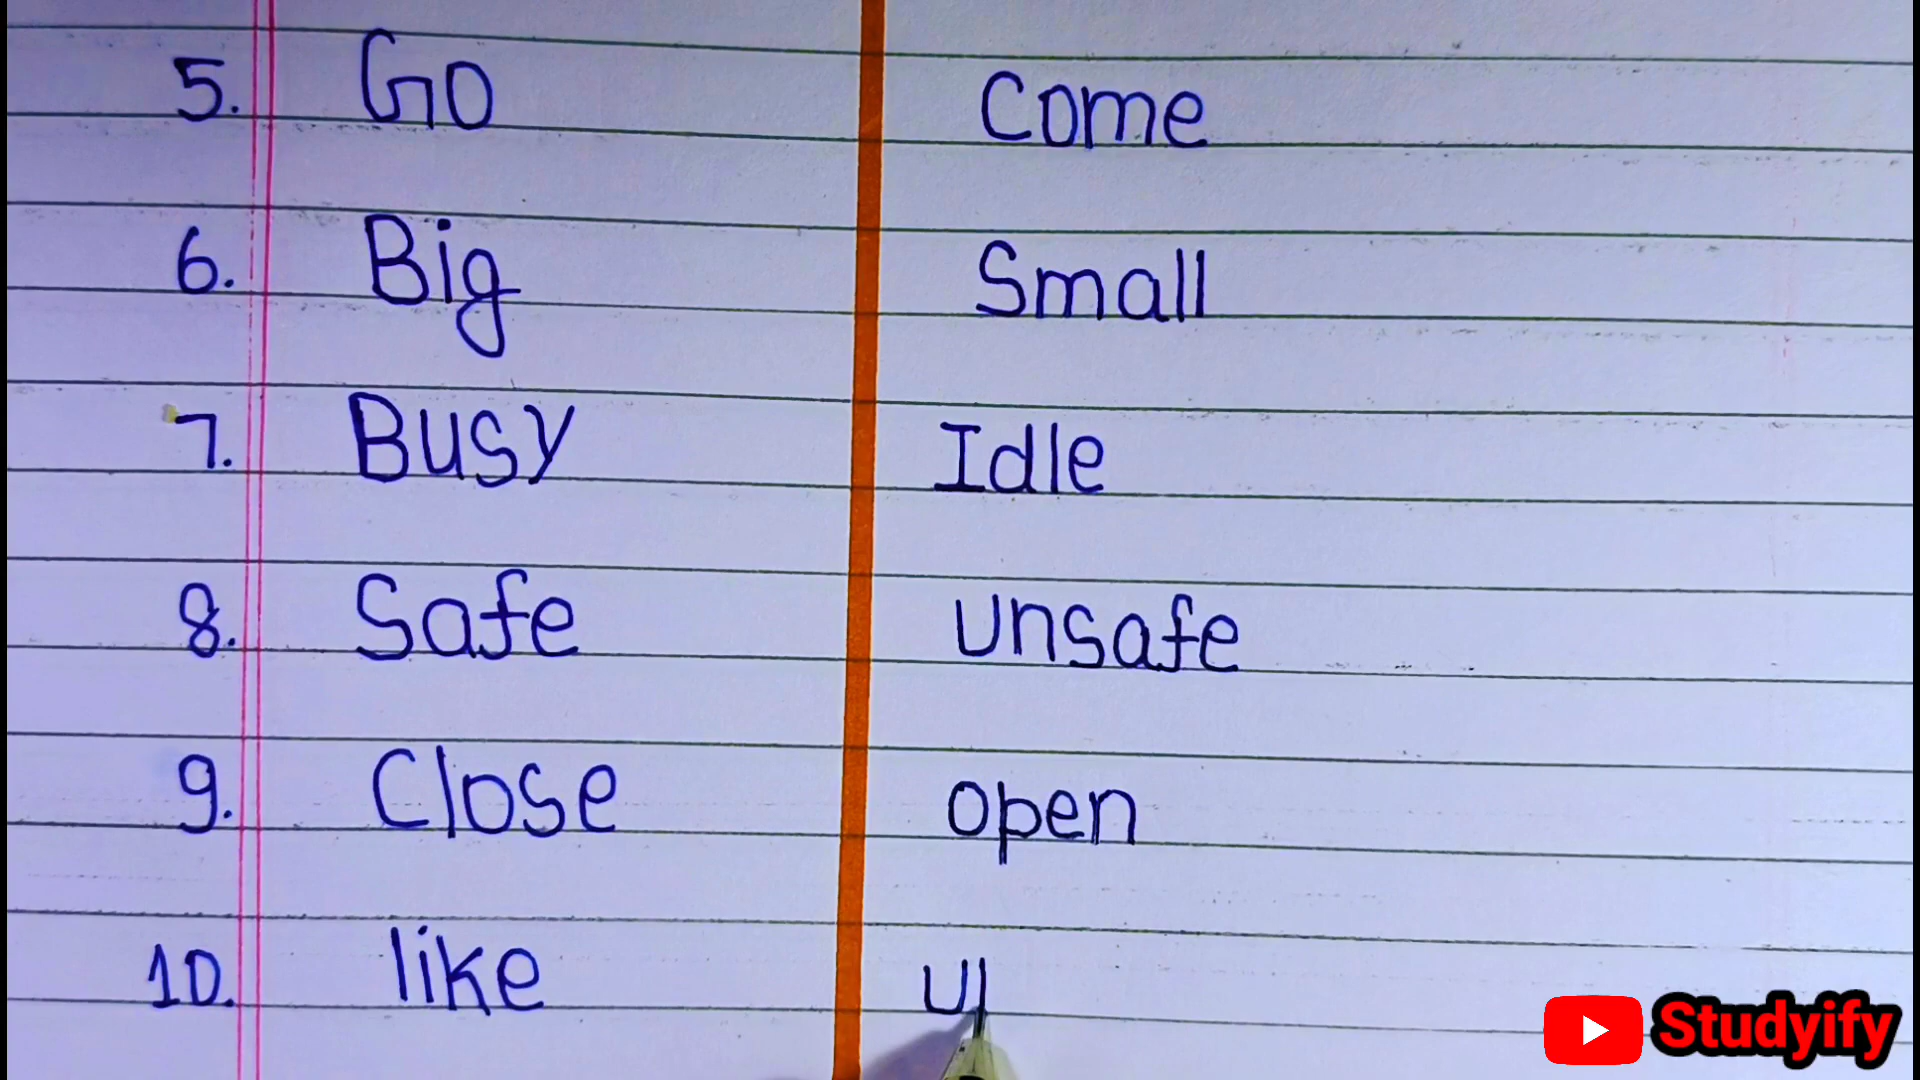 5. Go Come
6. Big Small
7. Busy Idle
8. Safe unsafe
9. Close open
10. like
Studyify